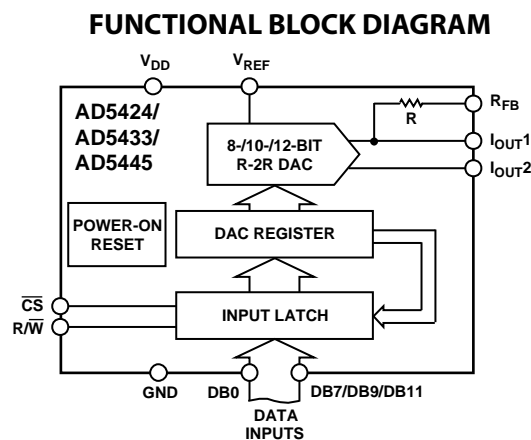 FUNCTIONAL BLOCK DIAGRAM
VDD
VREF
AD5424/
AD5433/
AD5445
8-/10-/12-BIT
R-2R DAC
R
RFB
IOUT1
IOUT2
POWER-ON
RESET
DAC REGISTER
INPUT LATCH
C̅S̅
R/W̅
GND
DB0
DB7/DB9/DB11
DATA
INPUTS